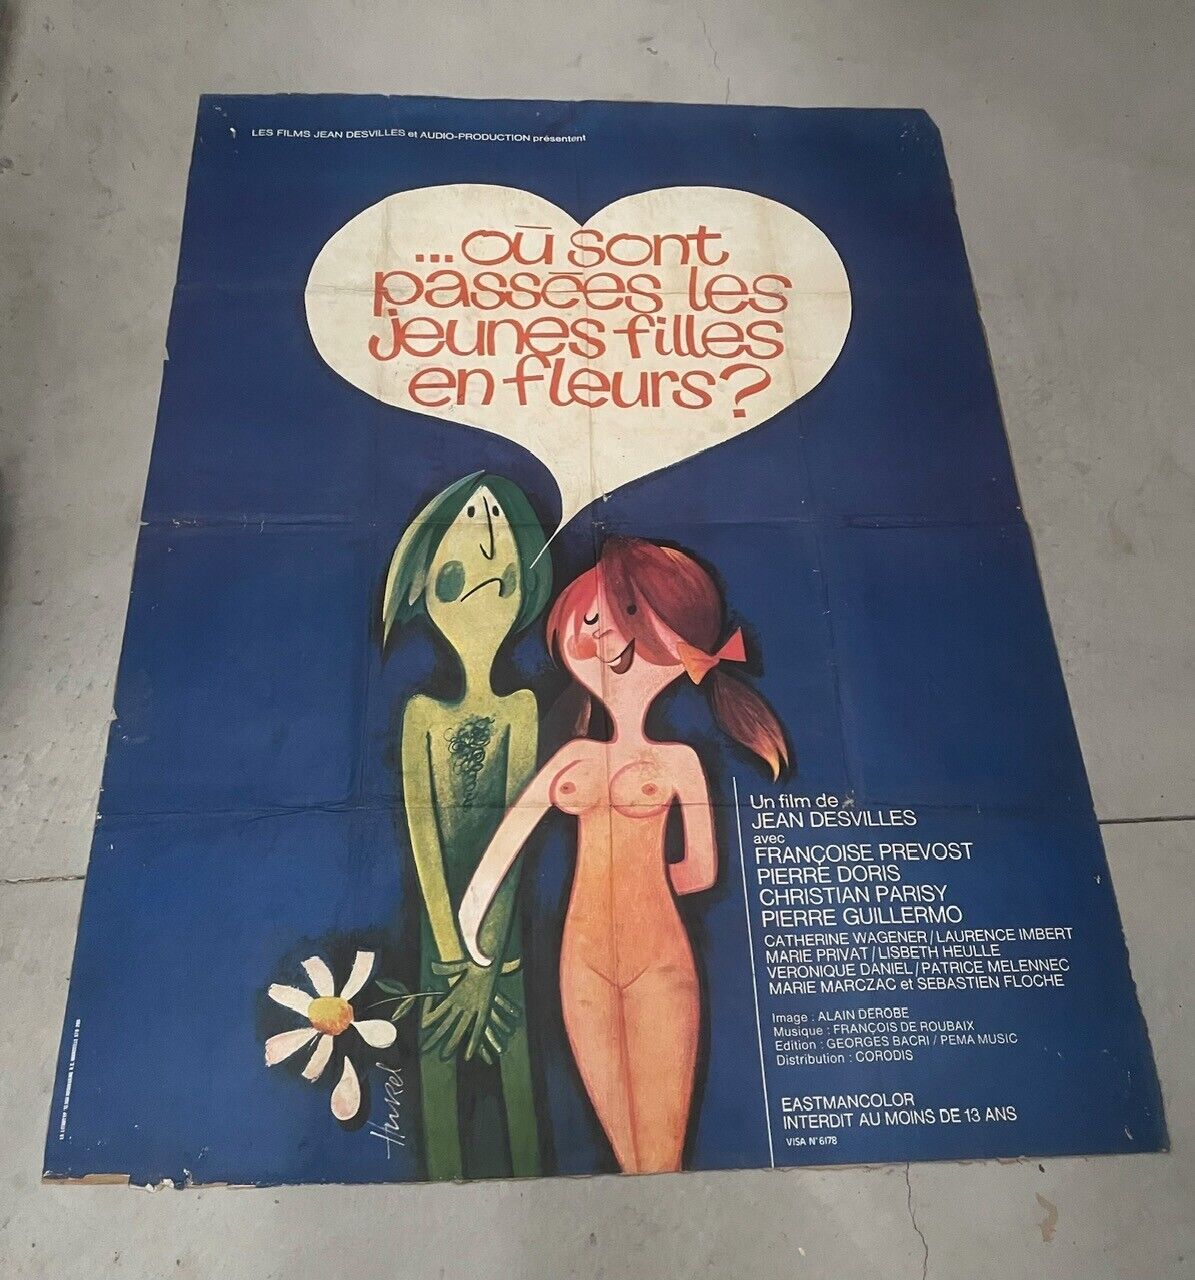 LES FILMS JEAN DESVILLES et AUDIO-PRODUCTION présentent
...où sont
passées les
jeunes filles
en fleurs?
Un film de
JEAN DESVILLES
avec
FRANÇOISE PREVOST
PIERRE DORIS
CHRISTIAN PARISY
PIERRE GUILLERMO
CATHERINE WAGENER / LAURENCE IMBERT
MARIE PRIVAT / LISBETH HEULLE
VERONIQUE DANIEL / PATRICE MELENNEC
MARIE MARCZAC et SEBASTIEN FLOCHE
Image : ALAIN DEROBE
Musique : FRANÇOIS DE ROUBAIX
Edition : GEORGES BACRI / PEMA MUSIC
Distribution : CORODIS
EASTMANCOLOR
INTERDIT AU MOINS DE 13 ANS
VISA N° 6178
Hurel